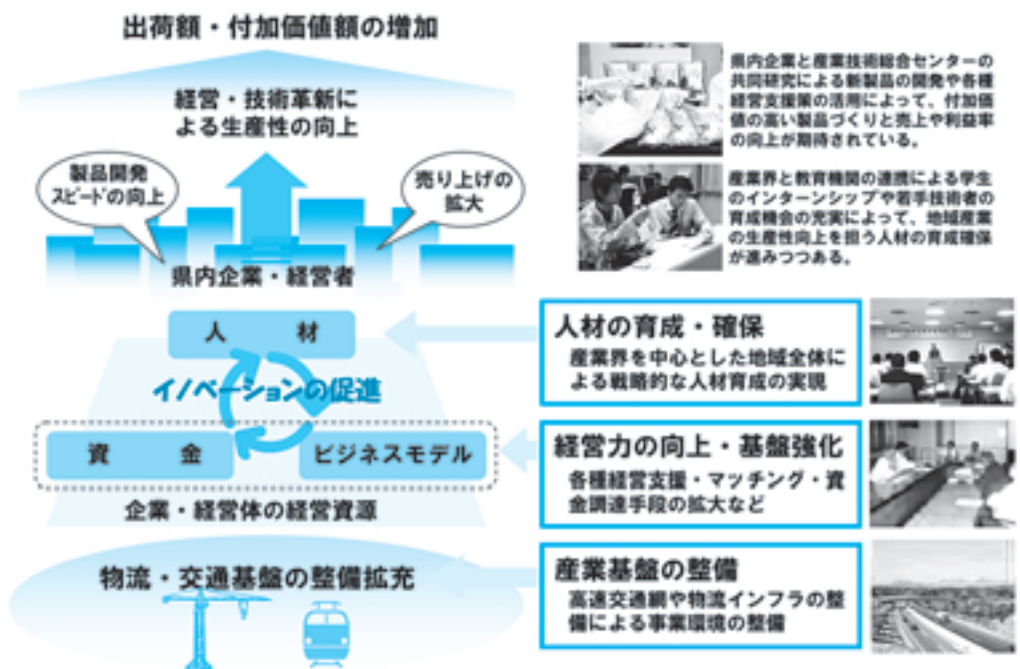 出荷額・付加価値額の増加
経営・技術革新に
よる生産性の向上
製品開発
スピードの向上
売り上げの
拡大
県内企業・経営者
人　材
イノベーションの促進
資　金
ビジネスモデル
企業・経営体の経営資源
物流・交通基盤の整備拡充
県内企業と産業技術総合センターの
共同研究による新製品の開発や各種
経営支援策の活用によって、付加価
値の高い製品づくりと売上や利益率
の向上が期待されている。
産業界と教育機関の連携による学生
のインターンシップや若手技術者の
育成機会の充実によって、地域産業
の生産性向上を担う人材の育成確保
が進みつつある。
人材の育成・確保
産業界を中心とした地域全体に
よる戦略的な人材育成の実現
経営力の向上・基盤強化
各種経営支援・マッチング・資
金調達手段の拡大など
産業基盤の整備
高速交通網や物流インフラの整
備による事業環境の整備